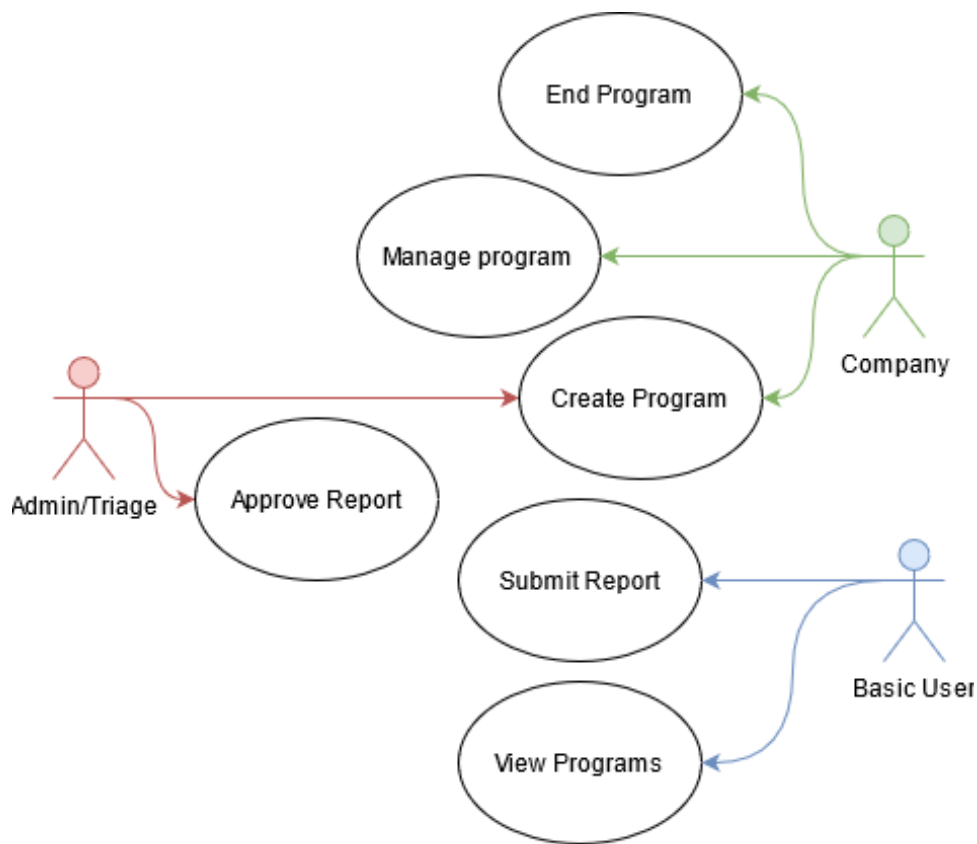 End Program
Manage program
Company
Create Program
Admin/Triage
Approve Report
Submit Report
Basic User
View Programs